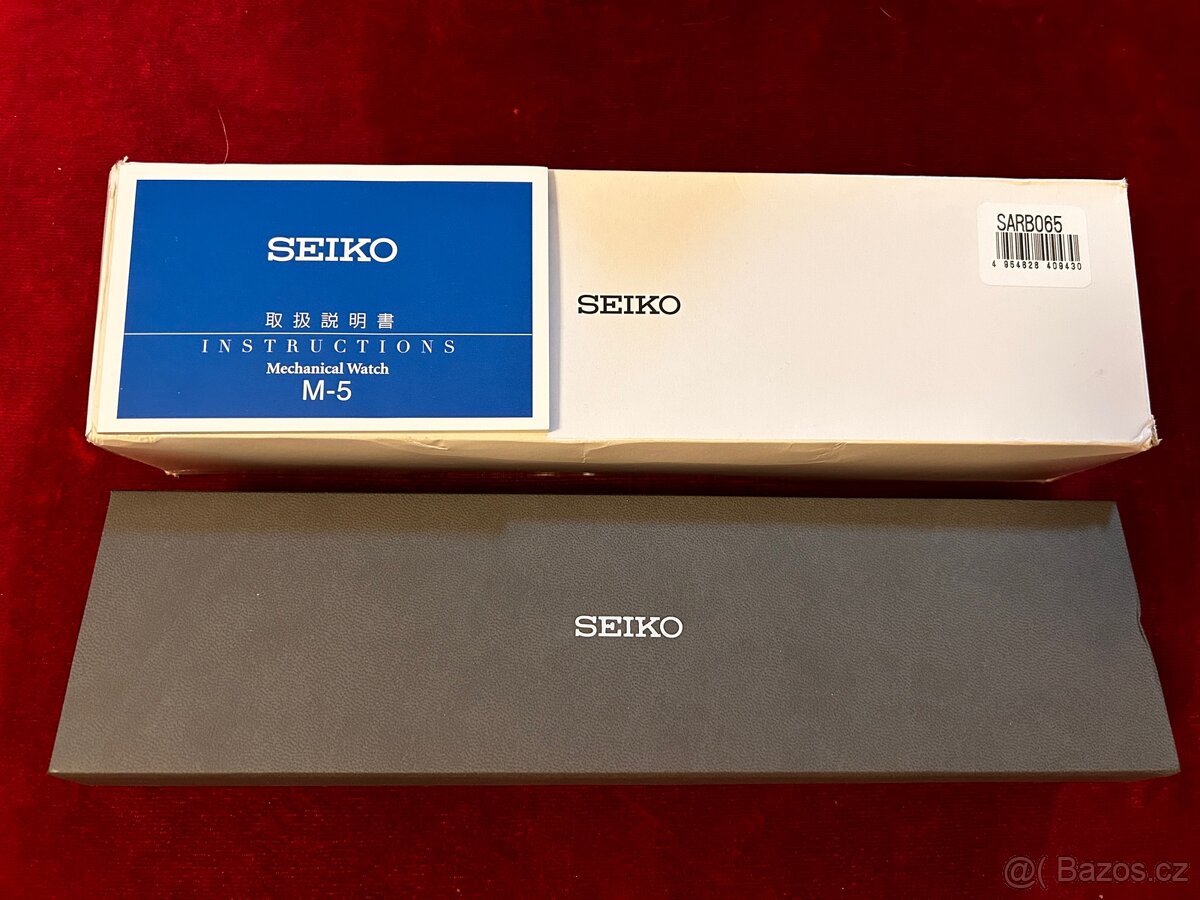 SEIKO
取扱説明書
INSTRUCTIONS
Mechanical Watch
M-5
SEIKO
SARB065
4 954628 409430
SEIKO
@( Bazos.cz